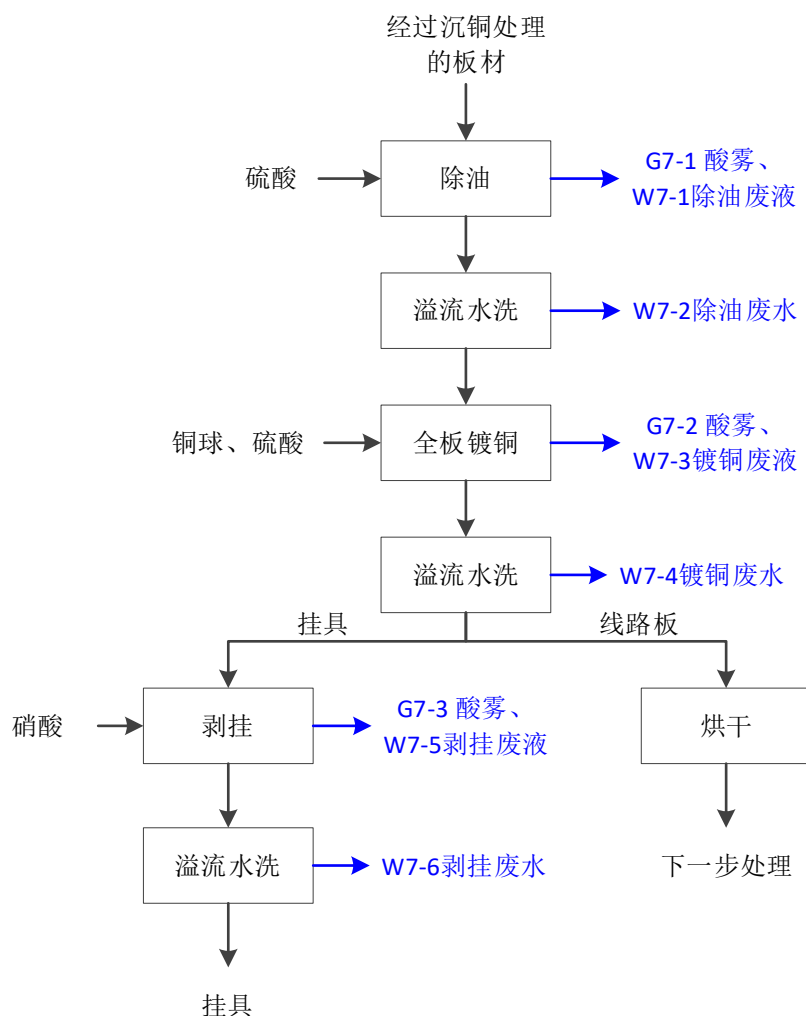 经过沉铜处理
的板材
硫酸
除油
G7-1 酸雾、
W7-1除油废液
溢流水洗
W7-2除油废水
铜球、硫酸
全板镀铜
G7-2 酸雾、
W7-3镀铜废液
溢流水洗
W7-4镀铜废水
挂具
线路板
硝酸
剥挂
G7-3 酸雾、
W7-5剥挂废液
烘干
溢流水洗
W7-6剥挂废水
下一步处理
挂具